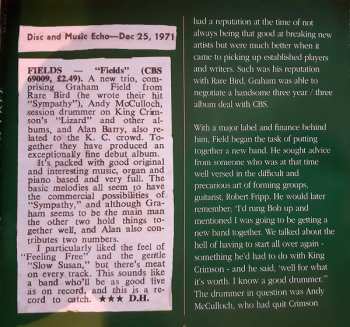 Disc and Music Echo—Dec 25, 1971
FIELDS — "Fields" (CBS
69009, £2.49). A new trio, com-
prising Graham Field from
Rare Bird (he wrote their hit
"Sympathy"), Andy McCulloch,
session drummer on King Crim-
son's "Lizard" and other al-
bums, and Alan Barry, also re-
lated to the K. C. crowd. To-
gether they have produced an
exceptionally fine debut album.
It's packed with good original
and interesting music, organ and
piano based and very full. The
basic melodies all seem to have
the commercial possibilities of
"Sympathy," and although Gra-
ham seems to be the main man
the other two hold things to-
gether well, and Alan also con-
tributes two numbers.
I particularly liked the feel of
"Feeling Free" and the gentle
"Slow Susan," but there's meat
on every track. This sounds like
a band who'll be as good live
as on record, and this is a re-
cord to catch. ★★★ D.H.
had a reputation at the time of not
always being that good at breaking new
artists but were much better when it
came to picking up established players
and writers. Such was his reputation
with Rare Bird, Graham was able to
negotiate a handsome three year / three
album deal with CBS.
With a major label and finance behind
him, Field began the task of putting
together a new band. He sought advice
from someone who was at that time
well versed in the difficult and
precarious art of forming groups,
guitarist, Robert Fripp. He would later
remember; 'I'd rung Bob up and
mentioned I was going to be getting a
new band together. We talked about the
hell of having to start all over again -
something he'd had to do with King
Crimson - and he said, 'well for what
it's worth. I know a good drummer.'"
The drummer in question was Andy
McCulloch, who had quit Crimson